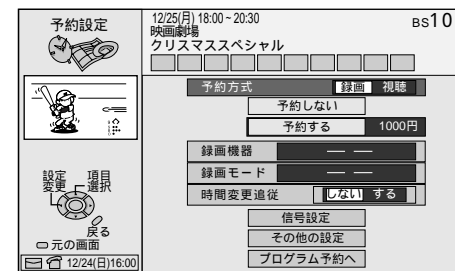 予約設定
12/25(月) 18:00~20:30
BS10
映画劇場
クリスマススペシャル
予約方式 録画 視聴
予約しない
予約する 1000円
録画機器 — —
録画モード — —
時間変更追従 しない する
信号設定
その他の設定
プログラム予約へ
設定変更
項目選択
戻る
元の画面
12/24(日)16:00